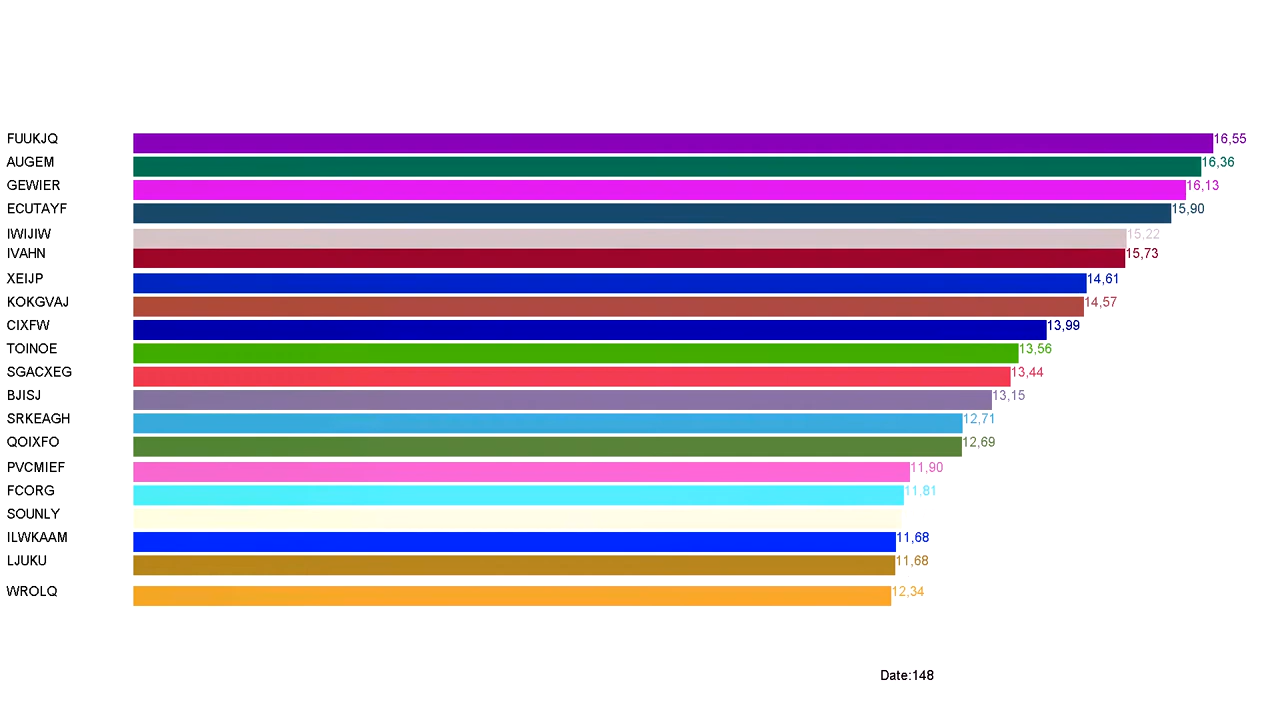 FUUKJQ 16,55
AUGEM 16,36
GEWIER 16,13
ECUTAYF 15,90
IWIJIW 15,22
IVAHN 15,73
XEIJP 14,61
KOKGVAJ 14,57
CIXFW 13,99
TOINOE 13,56
SGACXEG 13,44
BJISJ 13,15
SRKEAGH 12,71
QOIXFO 12,69
PVCMIEF 11,90
FCORG 11,81
SOUNLY
ILWKAAM 11,68
LJUKU 11,68
WROLQ 12,34
Date:148